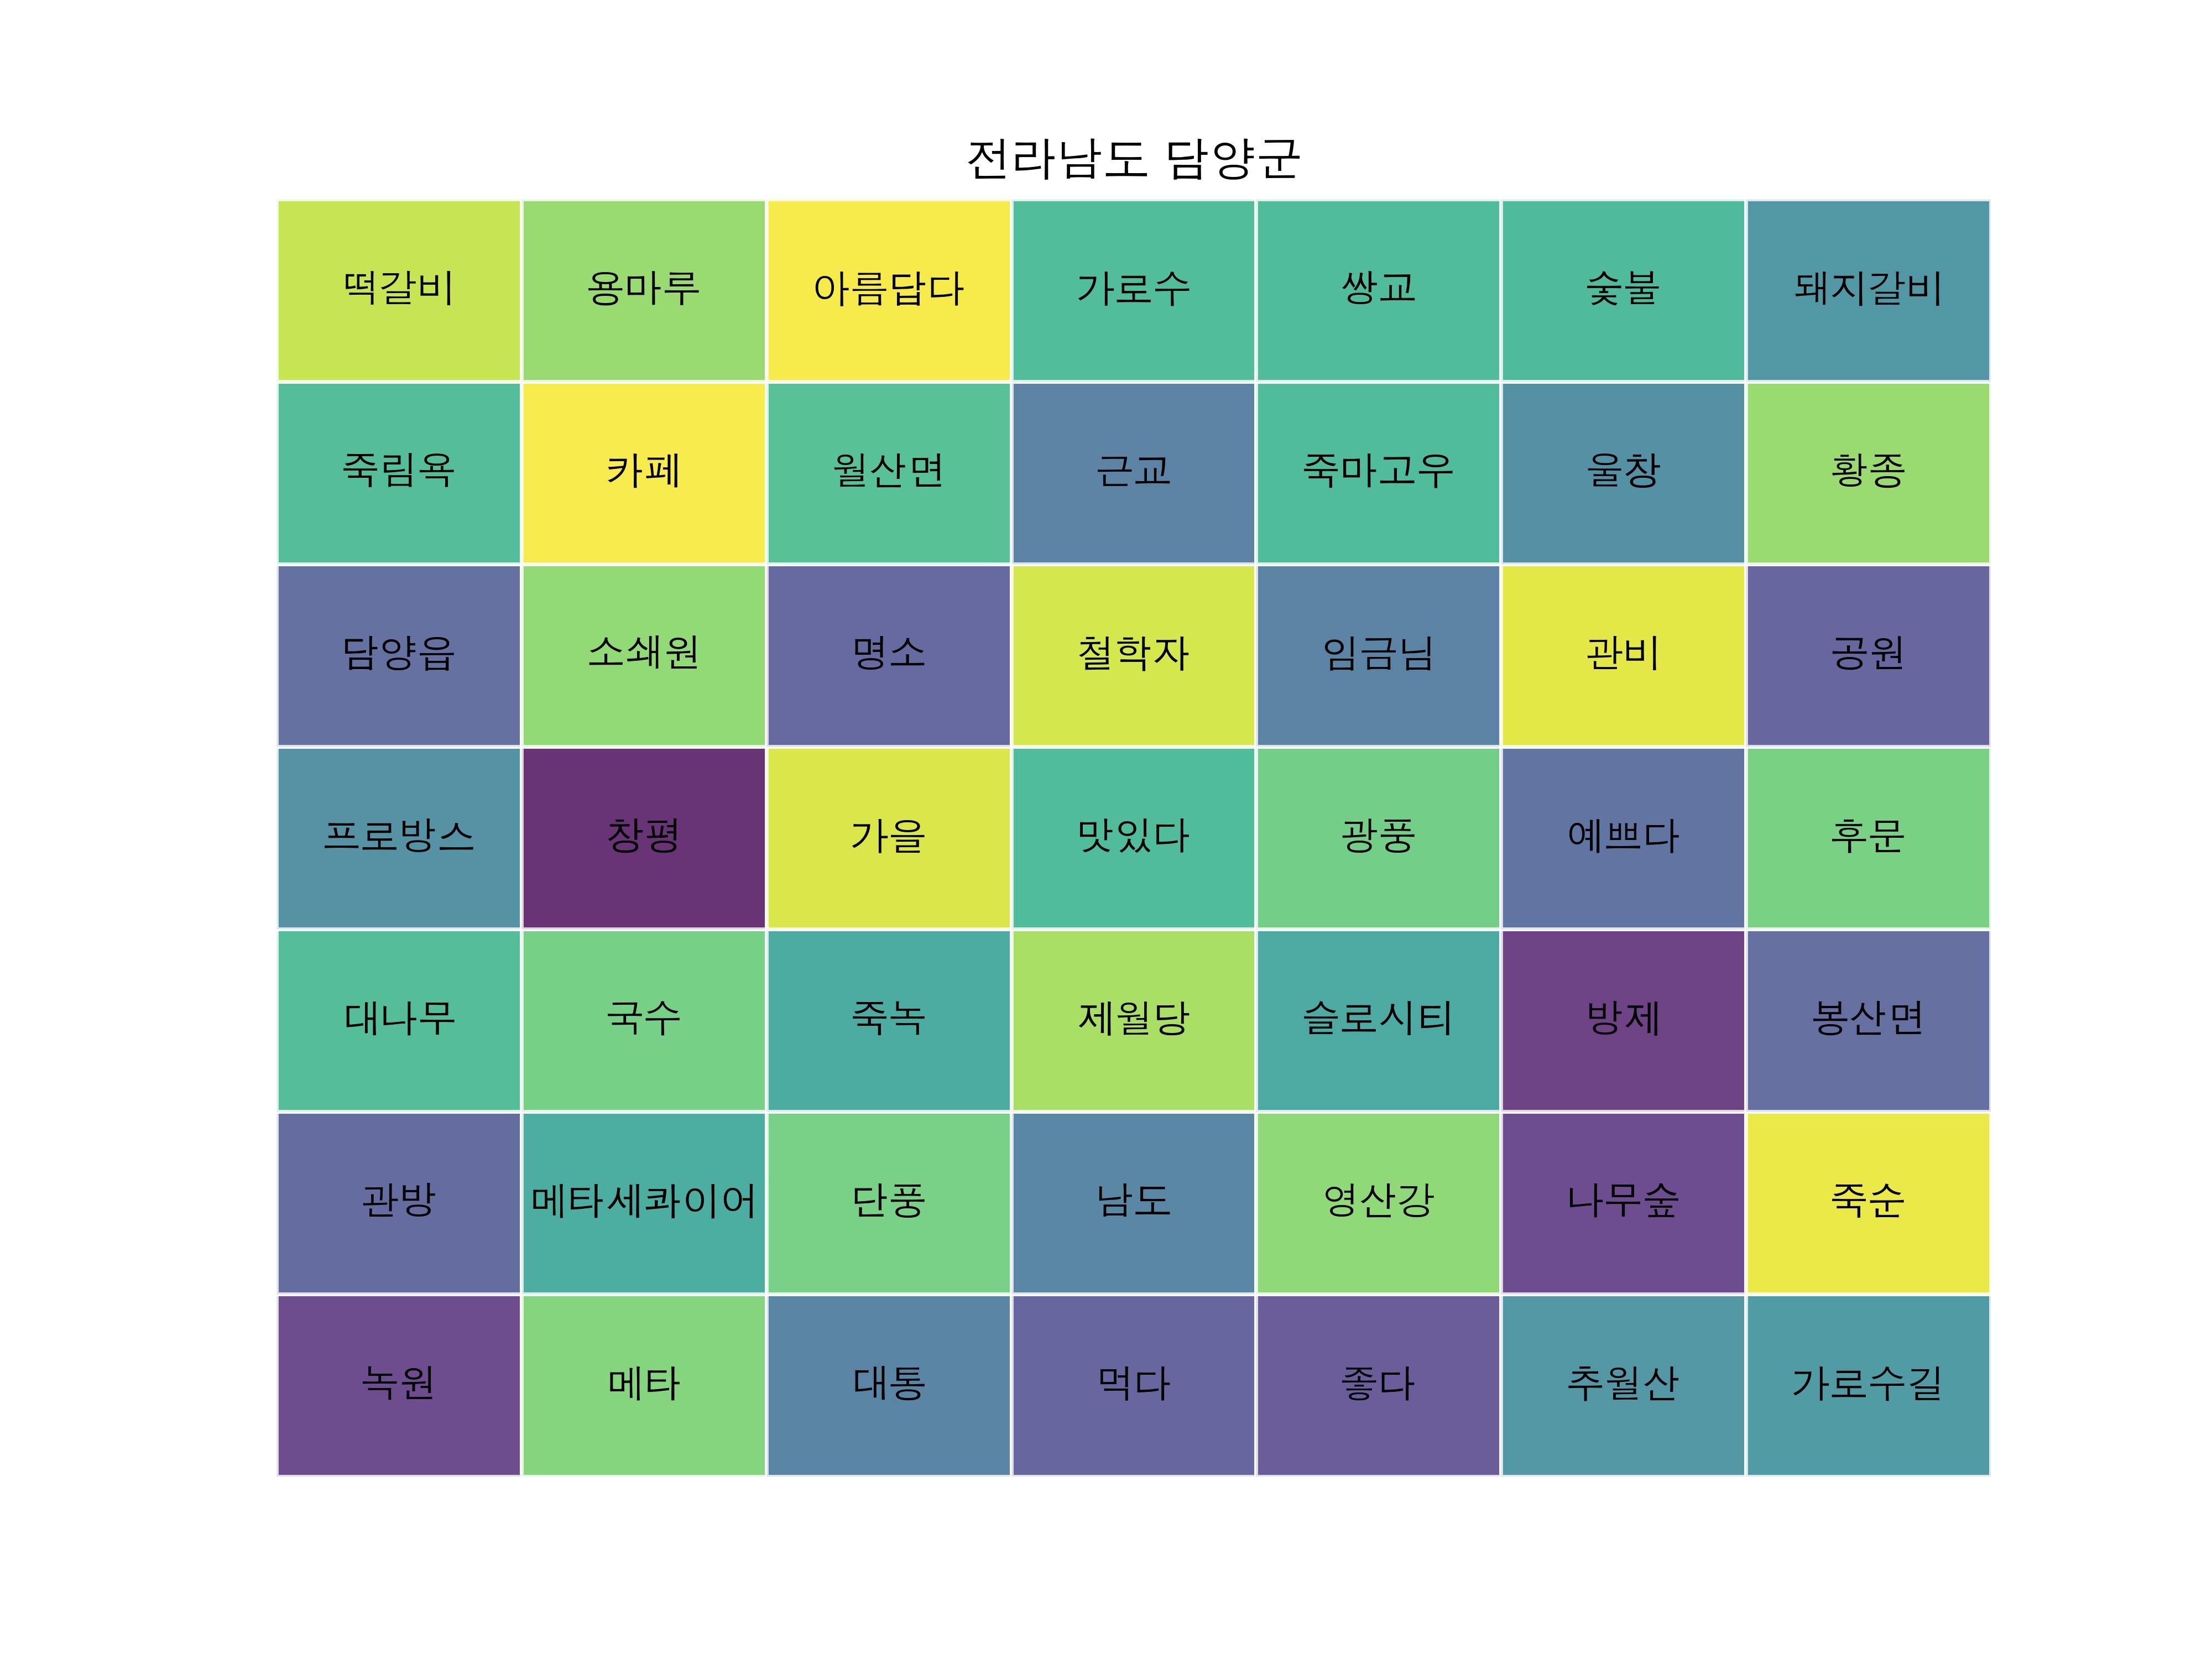 전라남도 담양군
떡갈비 용마루 아름답다 가로수 쌍교 숯불 돼지갈비
죽림욕 카페 월산면 근교 죽마고우 울창 황종
담양읍 소쇄원 명소 철학자 임금님 관비 공원
프로방스 창평 가을 맛있다 광풍 예쁘다 후문
대나무 국수 죽녹 제월당 슬로시티 방제 봉산면
관방 메타세콰이어 단풍 남도 영산강 나무숲 죽순
녹원 메타 대통 먹다 좋다 추월산 가로수길